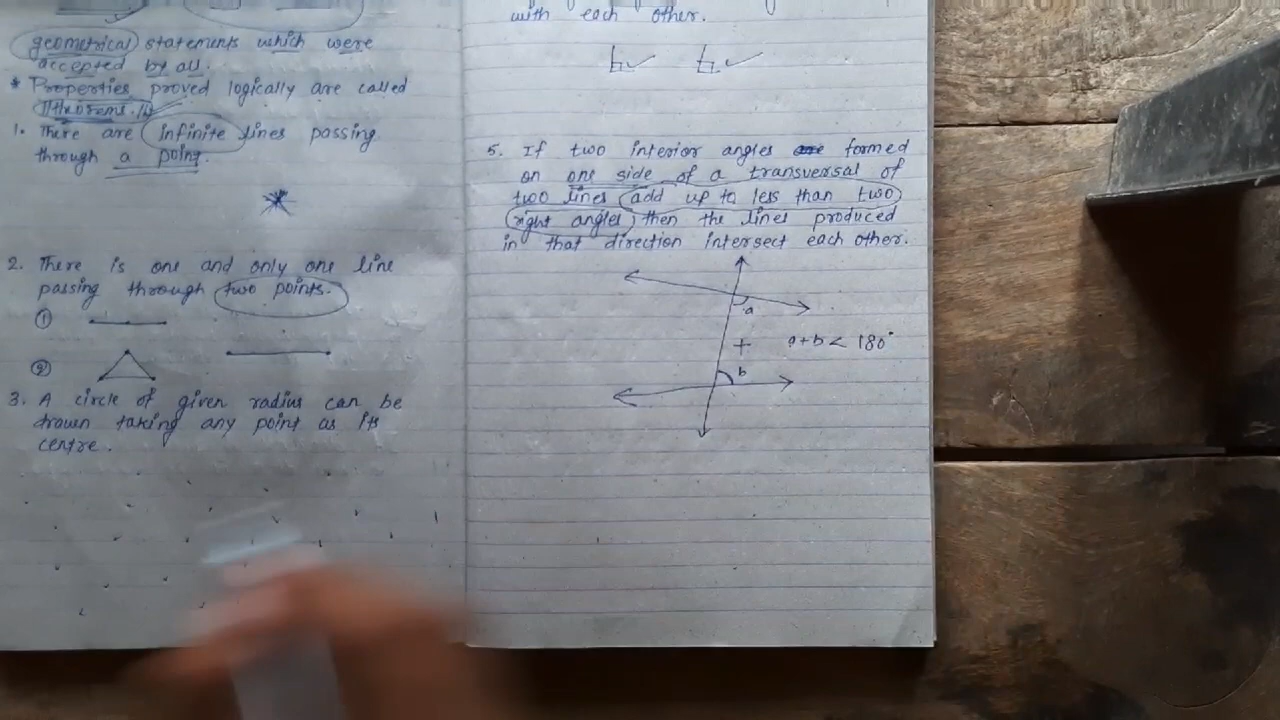 geometrical statements which were
accepted by all.
* Properties proved logically are called
Theorems.
1. There are infinite lines passing
through a point.
2. There is one and only one line
passing through two points.
①
②
3. A circle of given radius can be
drawn taking any point as its
centre.
with each other.
5. If two interior angles are formed
on one side of a transversal of
two lines add up to less than two
right angles then the lines produced
in that direction intersect each other.
a
+ a+b < 180°
b